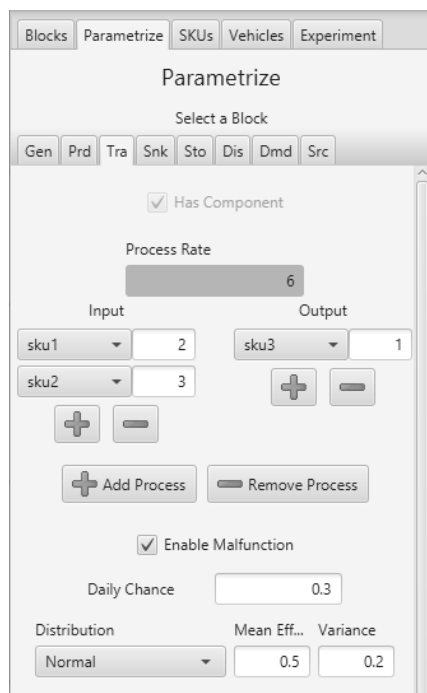 Blocks Parametrize SKUs Vehicles Experiment
Parametrize
Select a Block
Gen Prd Tra Snk Sto Dis Dmd Src
Has Component
Process Rate
6
Input Output
sku1 2 sku3 1
sku2 3
Add Process Remove Process
Enable Malfunction
Daily Chance 0.3
Distribution Mean Eff... Variance
Normal 0.5 0.2